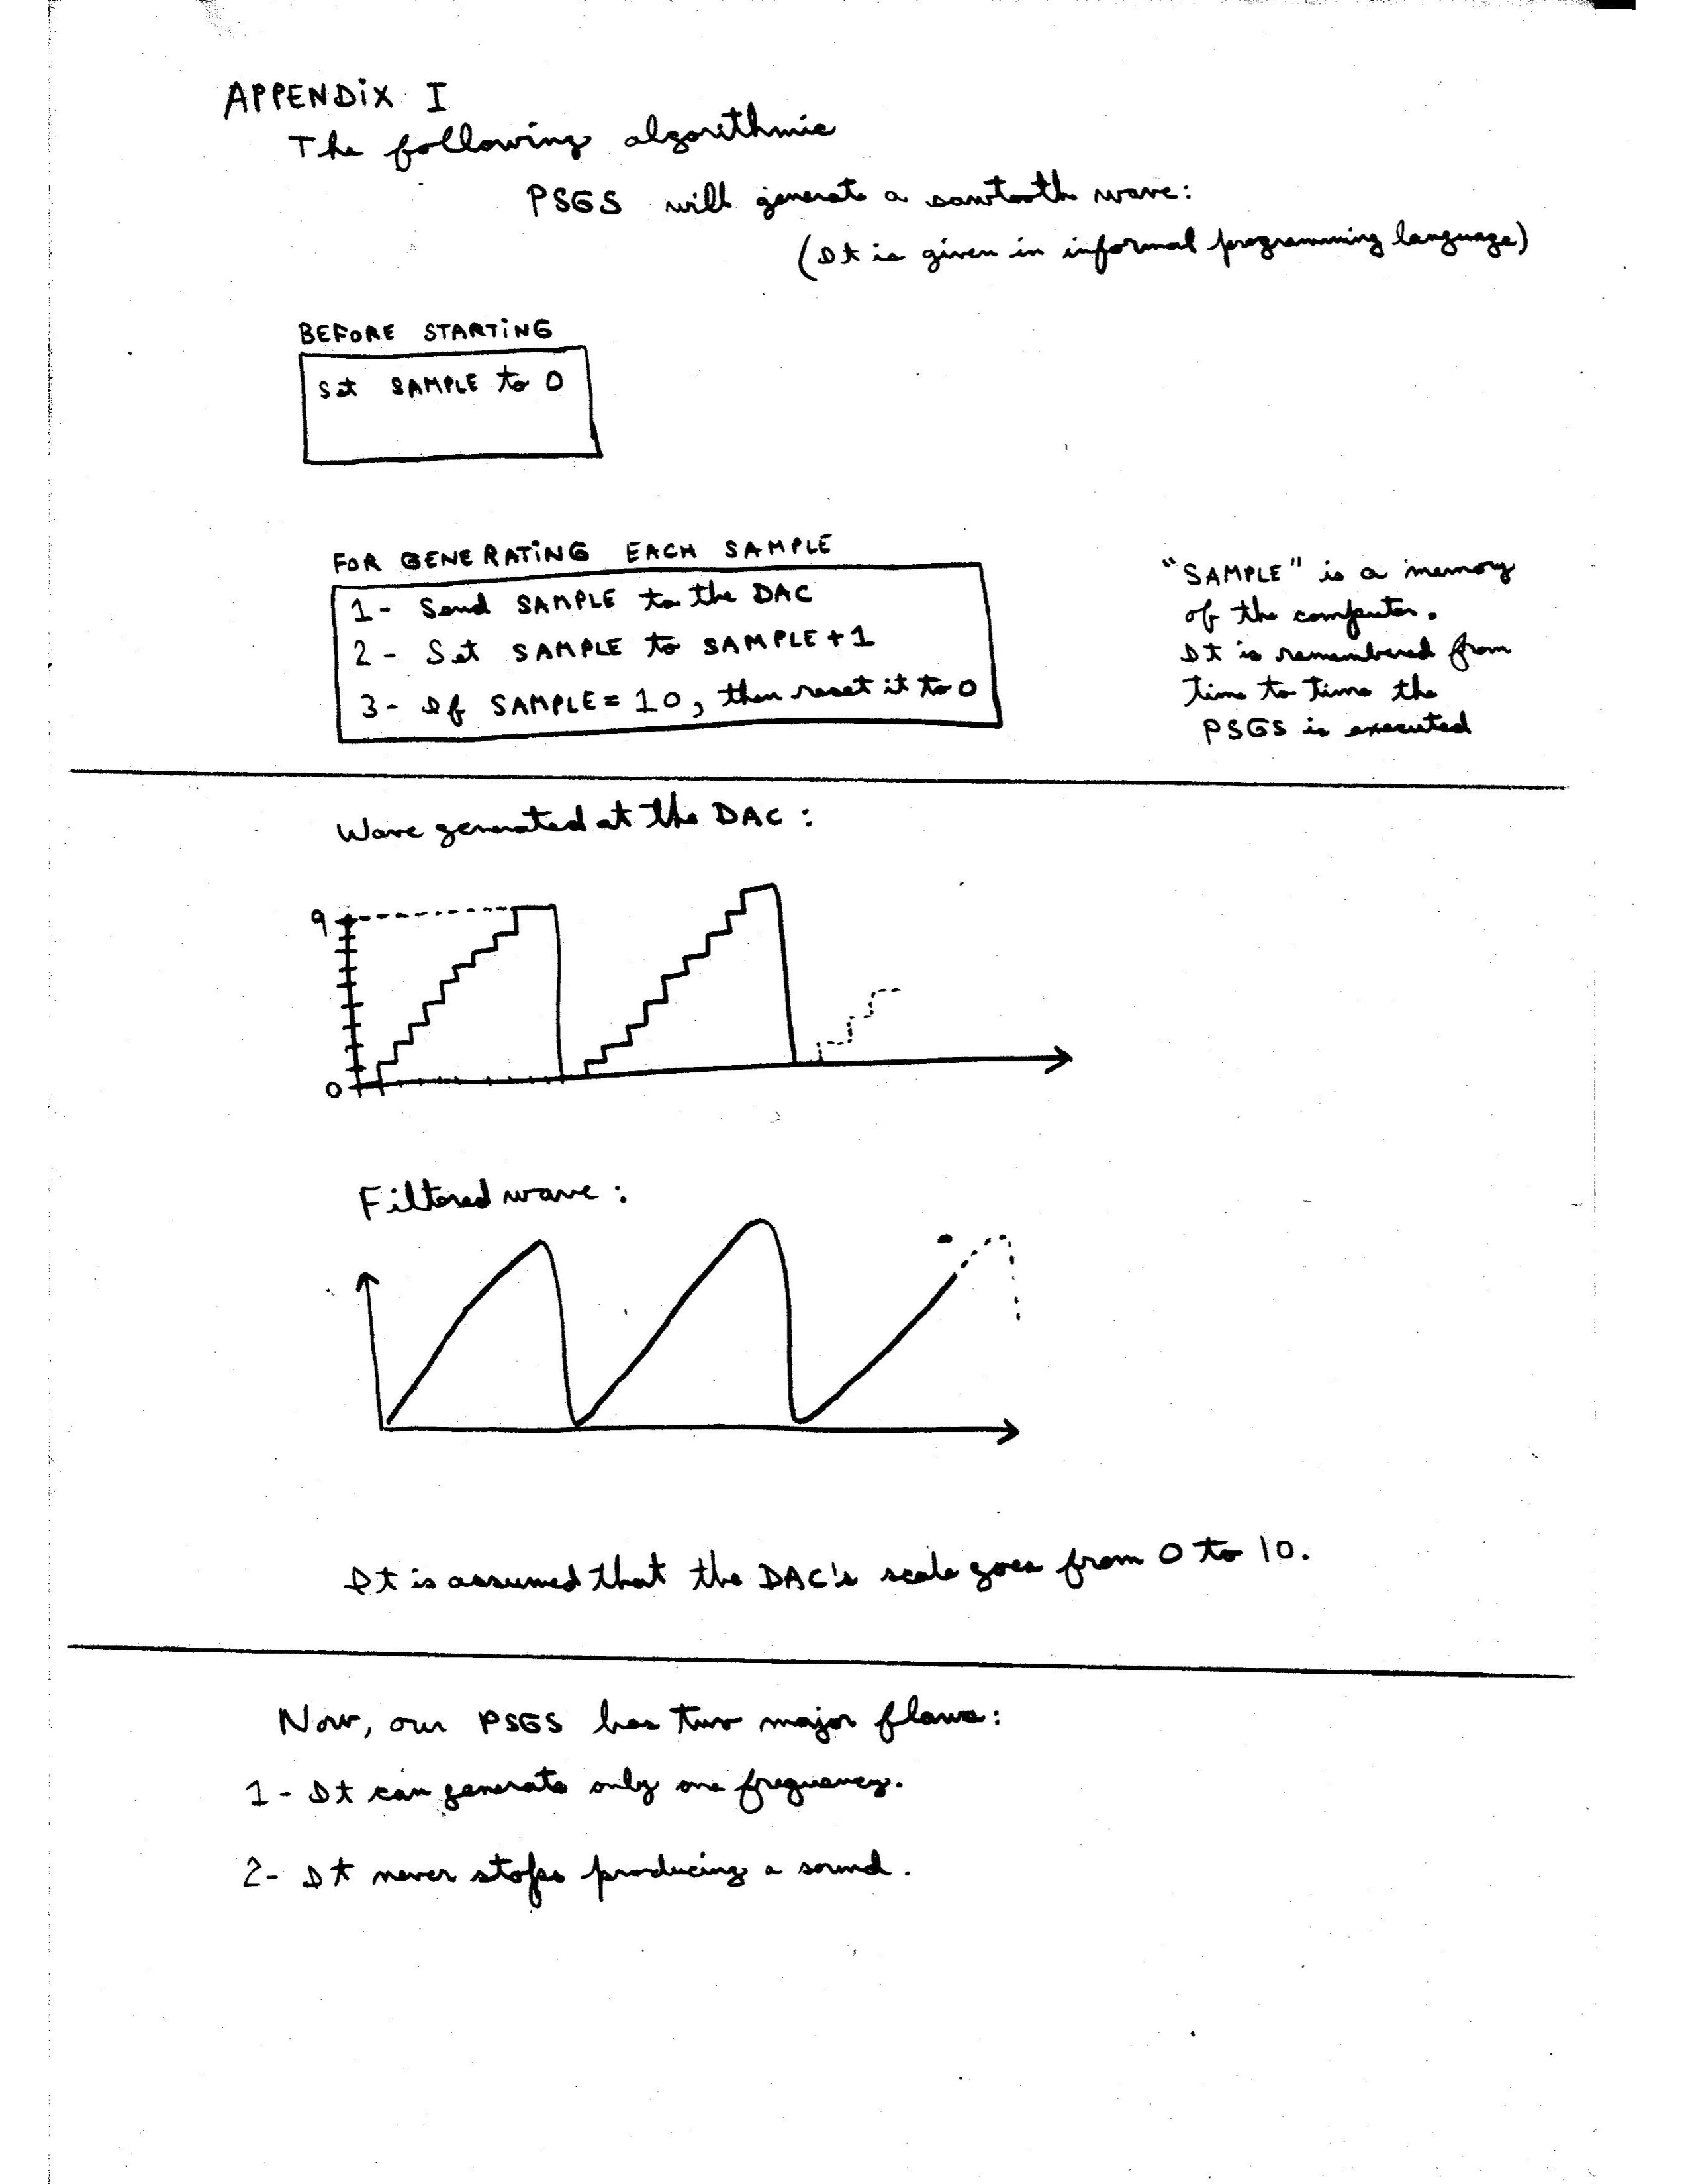 APPENDIX I
The following algorithmic
PSGS will generate a sawtooth wave:
(It is given in informal programming language)
BEFORE STARTING
Set SAMPLE to 0
FOR GENERATING EACH SAMPLE
1- Send SAMPLE to the DAC
2- Set SAMPLE to SAMPLE+1
3- If SAMPLE=10, then reset it to 0
"SAMPLE" is a memory
of the computer.
It is remembered from
time to time the
PSGS is executed
Wave generated at the DAC:
9
0
Filtered wave:
It is assumed that the DAC's scale goes from 0 to 10.
Now, our PSGS has two major flaws:
1- It can generate only one frequency.
2- It never stops producing a sound.